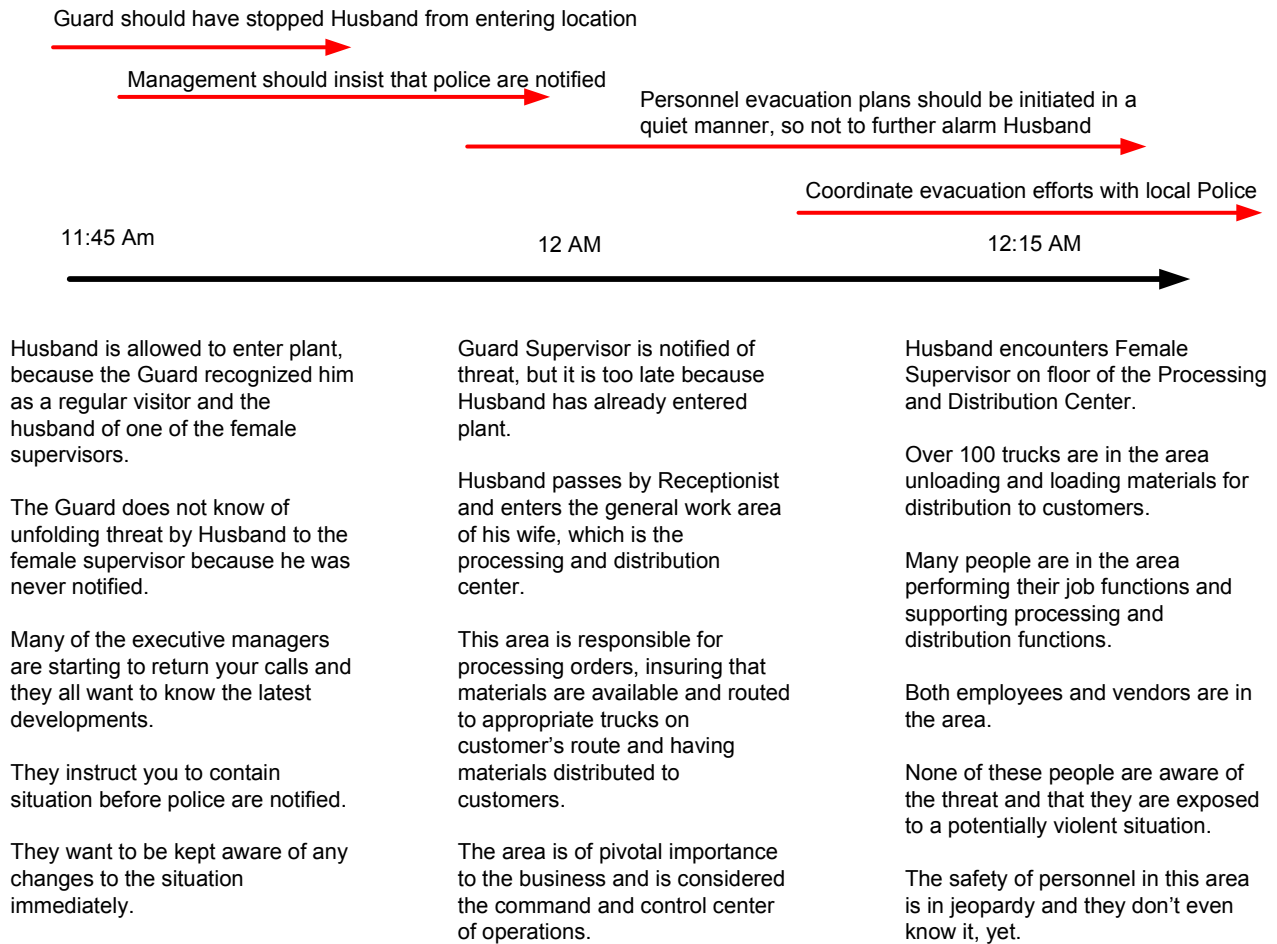 Guard should have stopped Husband from entering location
Management should insist that police are notified
Personnel evacuation plans should be initiated in a
quiet manner, so not to further alarm Husband
Coordinate evacuation efforts with local Police
11:45 Am
12 AM
12:15 AM
Husband is allowed to enter plant,
because the Guard recognized him
as a regular visitor and the
husband of one of the female
supervisors.
The Guard does not know of
unfolding threat by Husband to the
female supervisor because he was
never notified.
Many of the executive managers
are starting to return your calls and
they all want to know the latest
developments.
They instruct you to contain
situation before police are notified.
They want to be kept aware of any
changes to the situation
immediately.
Guard Supervisor is notified of
threat, but it is too late because
Husband has already entered
plant.
Husband passes by Receptionist
and enters the general work area
of his wife, which is the
processing and distribution
center.
This area is responsible for
processing orders, insuring that
materials are available and routed
to appropriate trucks on
customer's route and having
materials distributed to
customers.
The area is of pivotal importance
to the business and is considered
the command and control center
of operations.
Husband encounters Female
Supervisor on floor of the Processing
and Distribution Center.
Over 100 trucks are in the area
unloading and loading materials for
distribution to customers.
Many people are in the area
performing their job functions and
supporting processing and
distribution functions.
Both employees and vendors are in
the area.
None of these people are aware of
the threat and that they are exposed
to a potentially violent situation.
The safety of personnel in this area
is in jeopardy and they don't even
know it, yet.